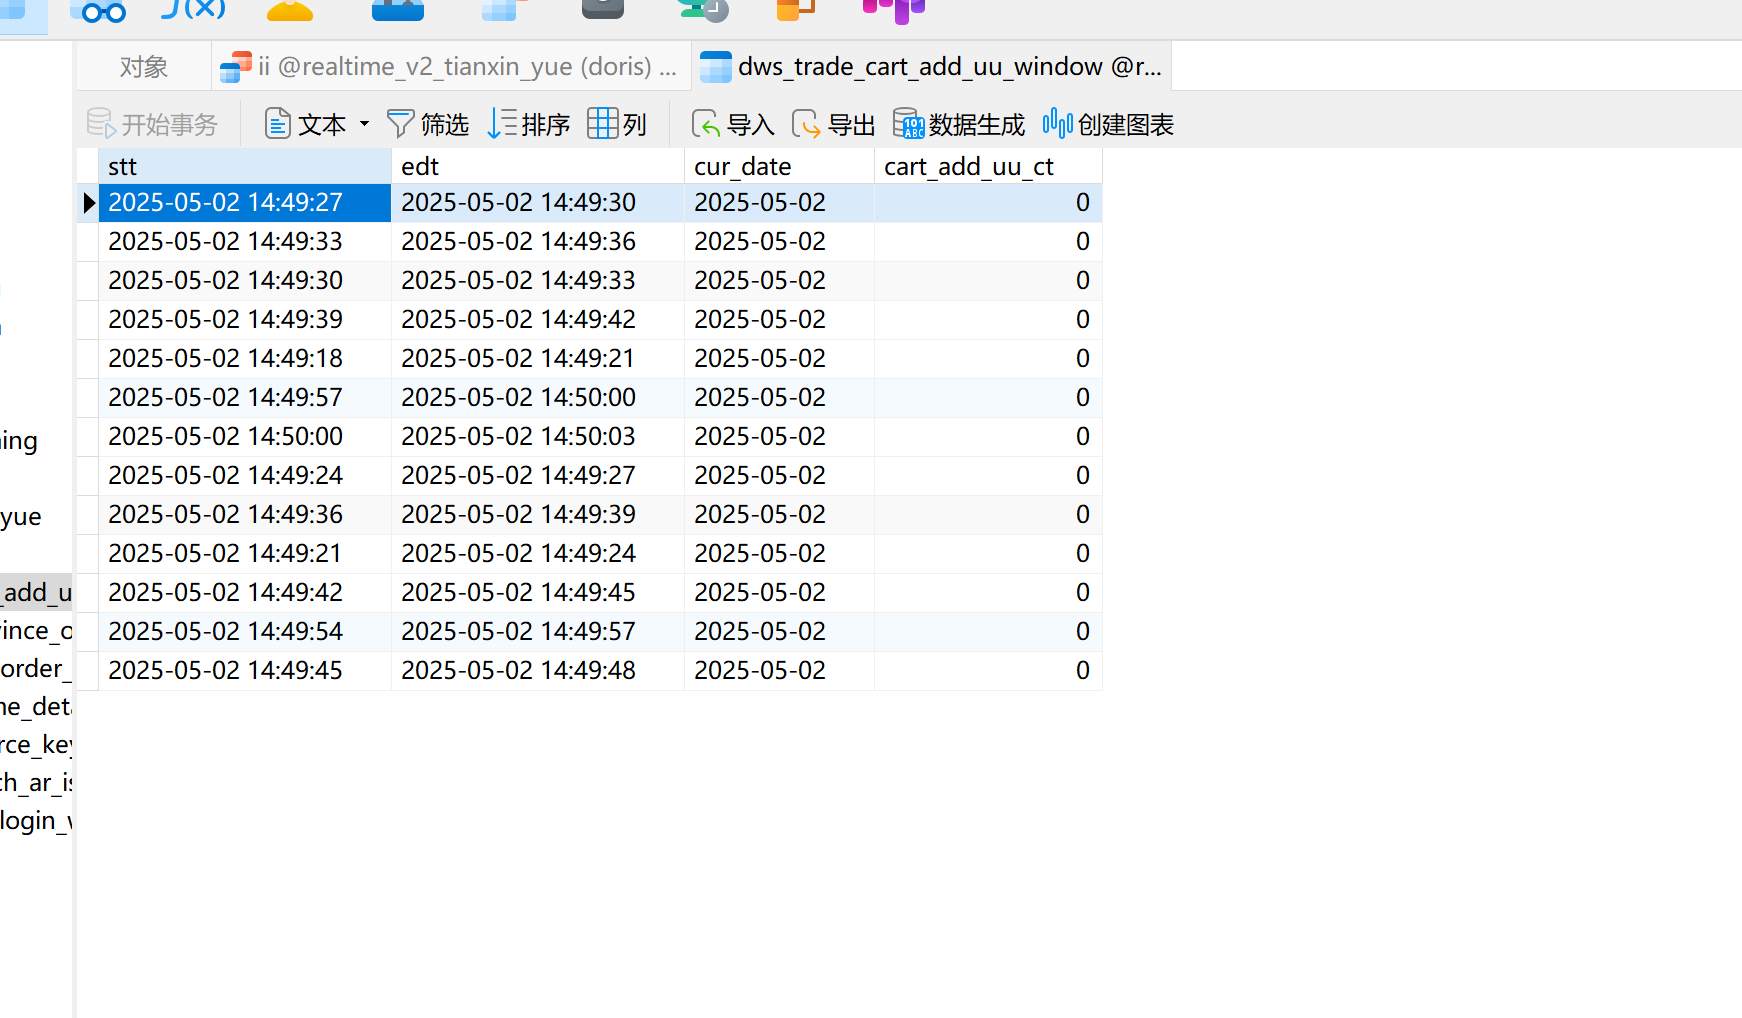 对象 ii @realtime_v2_tianxin_yue (doris) ... dws_trade_cart_add_uu_window @r...
开始事务 文本 筛选 排序 列 导入 导出 数据生成 创建图表
stt edt cur_date cart_add_uu_ct
2025-05-02 14:49:27 2025-05-02 14:49:30 2025-05-02 0
2025-05-02 14:49:33 2025-05-02 14:49:36 2025-05-02 0
2025-05-02 14:49:30 2025-05-02 14:49:33 2025-05-02 0
2025-05-02 14:49:39 2025-05-02 14:49:42 2025-05-02 0
2025-05-02 14:49:18 2025-05-02 14:49:21 2025-05-02 0
2025-05-02 14:49:57 2025-05-02 14:50:00 2025-05-02 0
2025-05-02 14:50:00 2025-05-02 14:50:03 2025-05-02 0
2025-05-02 14:49:24 2025-05-02 14:49:27 2025-05-02 0
2025-05-02 14:49:36 2025-05-02 14:49:39 2025-05-02 0
2025-05-02 14:49:21 2025-05-02 14:49:24 2025-05-02 0
2025-05-02 14:49:42 2025-05-02 14:49:45 2025-05-02 0
2025-05-02 14:49:54 2025-05-02 14:49:57 2025-05-02 0
2025-05-02 14:49:45 2025-05-02 14:49:48 2025-05-02 0
ing
yue
_add_u
ince_o
order_
e_det
rce_key
h_ar_is
login_